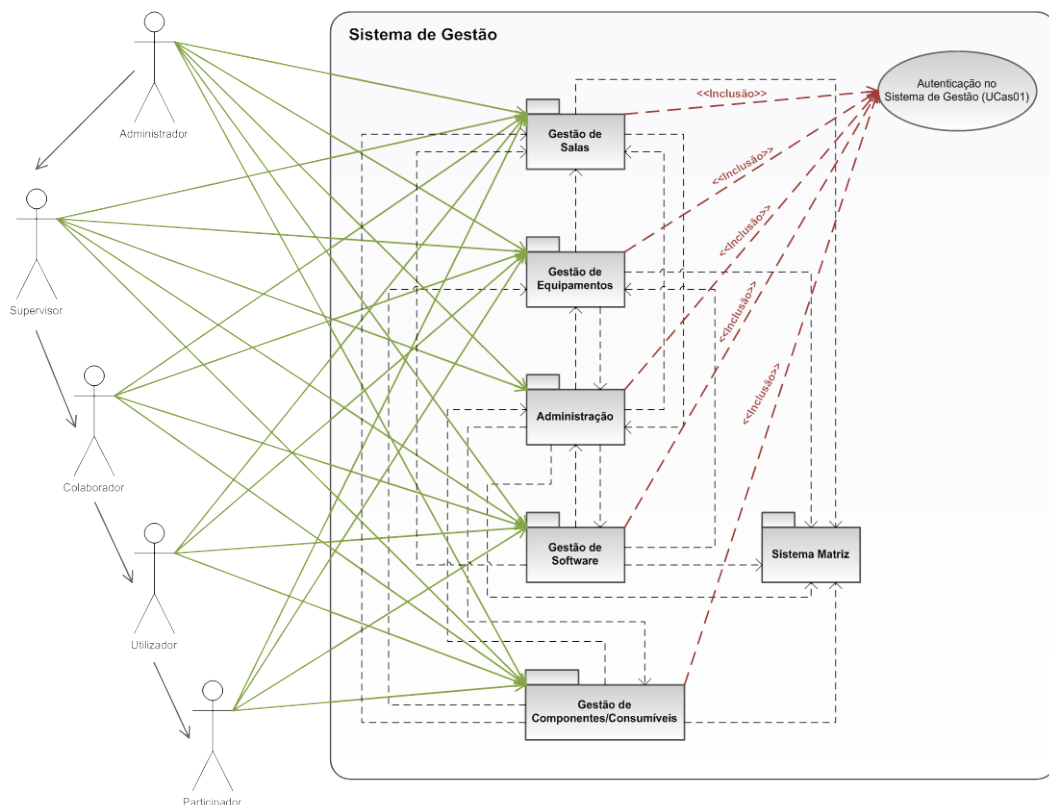 Sistema de Gestão
Administrador
Autenticação no
Sistema de Gestão (UCas01)
<<Inclusão>>
Gestão de
Salas
<<Inclusão>>
Supervisor
<<Inclusão>>
Gestão de
Equipamentos
<<Inclusão>>
<<Inclusão>>
Administração
Colaborador
Gestão de
Software
Sistema Matriz
Utilizador
Gestão de
Componentes/Consumíveis
Participador